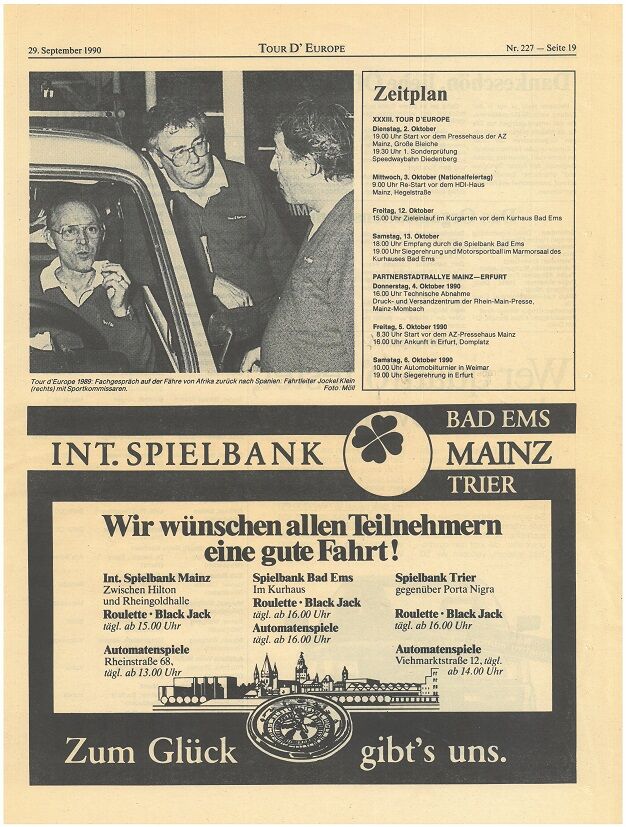 29. September 1990
TOUR D' EUROPE
Nr. 227 — Seite 19
Tour d'Europe 1989: Fachgespräch auf der Fähre von Afrika zurück nach Spanien: Fahrtleiter Jockel Klein
(rechts) mit Sportkommissaren.
Foto: Möll
Zeitplan
XXXIII. TOUR D'EUROPE
Dienstag, 2. Oktober
19.00 Uhr Start vor dem Pressehaus der AZ
Mainz, Große Bleiche
19.30 Uhr 1. Sonderprüfung
Speedwaybahn Diedenberg
Mittwoch, 3. Oktober (Nationalfeiertag)
9.00 Uhr Re-Start vor dem HDI-Haus
Mainz, Hegelstraße
Freitag, 12. Oktober
15.00 Uhr Zieleinlauf im Kurgarten vor dem Kurhaus Bad Ems
Samstag, 13. Oktober
18.00 Uhr Empfang durch die Spielbank Bad Ems
19.00 Uhr Siegerehrung und Motorsportball im Marmorsaal des
Kurhauses Bad Ems
PARTNERSTADTRALLYE MAINZ—ERFURT
Donnerstag, 4. Oktober 1990
16.00 Uhr Technische Abnahme
Druck- und Versandzentrum der Rhein-Main-Presse,
Mainz-Mombach
Freitag, 5. Oktober 1990
8.30 Uhr Start vor dem AZ-Pressehaus Mainz
16.00 Uhr Ankunft in Erfurt, Domplatz
Samstag, 6. Oktober 1990
10.00 Uhr Automobilturnier in Weimar
19.00 Uhr Siegerehrung in Erfurt
INT. SPIELBANK
BAD EMS
MAINZ
TRIER
Wir wünschen allen Teilnehmern
eine gute Fahrt!
Int. Spielbank Mainz
Zwischen Hilton
und Rheingoldhalle
Roulette · Black Jack
tägl. ab 15.00 Uhr
Automatenspiele
Rheinstraße 68,
tägl. ab 13.00 Uhr
Spielbank Bad Ems
Im Kurhaus
Roulette · Black Jack
tägl. ab 16.00 Uhr
Automatenspiele
tägl. ab 16.00 Uhr
Spielbank Trier
gegenüber Porta Nigra
Roulette · Black Jack
tägl. ab 16.00 Uhr
Automatenspiele
Viehmarktstraße 12, tägl.
ab 14.00 Uhr
Zum Glück gibt's uns.